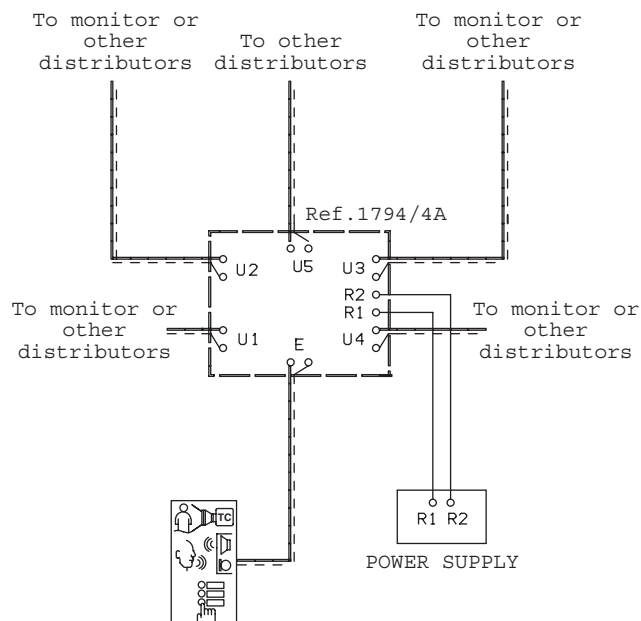 To monitor or
other
distributors
To other
distributors
To monitor or
other
distributors
Ref.1794/4A
U2
U5
U3
R2
R1
To monitor or
other
distributors
U1
E
U4
To monitor or
other
distributors
TC
R1 R2
POWER SUPPLY